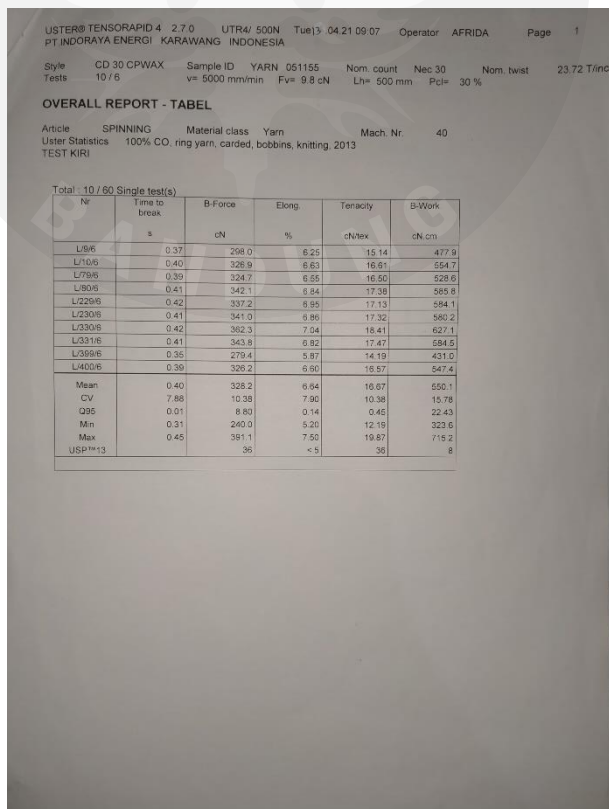 USTER® TENSORAPID 4 2.7.0 UTR4/ 500N Tue13 .04.21 09:07 Operator AFRIDA Page 1
PT INDORAYA ENERGI KARAWANG INDONESIA
Style CD 30 CPWAX Sample ID YARN 051155 Nom. count Nec 30 Nom. twist 23.72 T/inc
Tests 10 / 6 v= 5000 mm/min Fv= 9.8 cN Lh= 500 mm Pcl= 30 %
OVERALL REPORT - TABEL
Article SPINNING Material class Yarn Mach. Nr. 40
Uster Statistics 100% CO, ring yarn, carded, bobbins, knitting, 2013
TEST KIRI
Total : 10 / 60 Single test(s)
Nr Time to break B-Force Elong. Tenacity B-Work
s cN % cN/tex cN.cm
L/9/6 0.37 298.0 6.25 15.14 477.9
L/10/6 0.40 326.9 6.63 16.61 554.7
L/79/6 0.39 324.7 6.55 16.50 528.6
L/80/6 0.41 342.1 6.84 17.38 585.8
L/229/6 0.42 337.2 6.95 17.13 584.1
L/230/6 0.41 341.0 6.86 17.32 580.2
L/330/6 0.42 362.3 7.04 18.41 627.1
L/331/6 0.41 343.8 6.82 17.47 584.5
L/399/6 0.35 279.4 5.87 14.19 431.0
L/400/6 0.39 326.2 6.60 16.57 547.4
Mean 0.40 328.2 6.64 16.67 550.1
CV 7.88 10.38 7.90 10.38 15.78
Q95 0.01 8.80 0.14 0.45 22.43
Min 0.31 240.0 5.20 12.19 323.6
Max 0.45 391.1 7.50 19.87 715.2
USP™13 36 < 5 36 8
BANDUNG